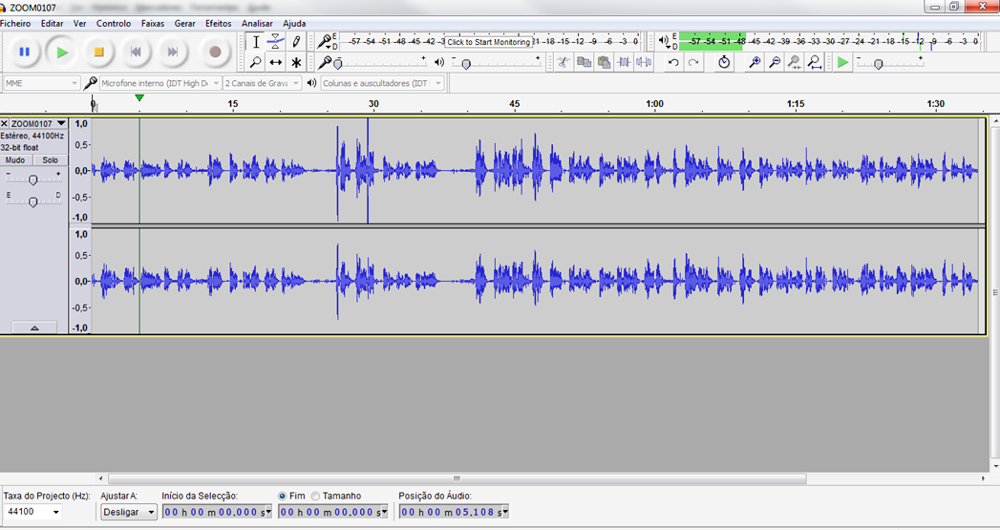 ZOOM0107
Ficheiro Editar Ver Controlo Faixas Gerar Efeitos Analisar Ajuda
E D -57 -54 -51 -48 -45 -42 -3 Click to Start Monitoring 21 -18 -15 -12 -9 -6 -3 0
E D -57 -54 -51 -48 -45 -42 -39 -36 -33 -30 -27 -24 -21 -18 -15 -12 -9 -6 -3 0
MME Microfone interno (IDT High De 2 Canais de Grava Colunas e auscultadores (IDT
0 15 30 45 1:00 1:15 1:30
ZOOM0107
Estéreo, 44100Hz
32-bit float
Mudo Solo
- +
E D
1,0
0,5
0,0
-0,5
-1,0
1,0
0,5
0,0
-0,5
-1,0
Taxa do Projecto (Hz): Ajustar A: Início da Selecção: Fim Tamanho Posição do Áudio:
44100 Desligar 00 h 00 m 00.000 s 00 h 00 m 00.000 s 00 h 00 m 05.108 s